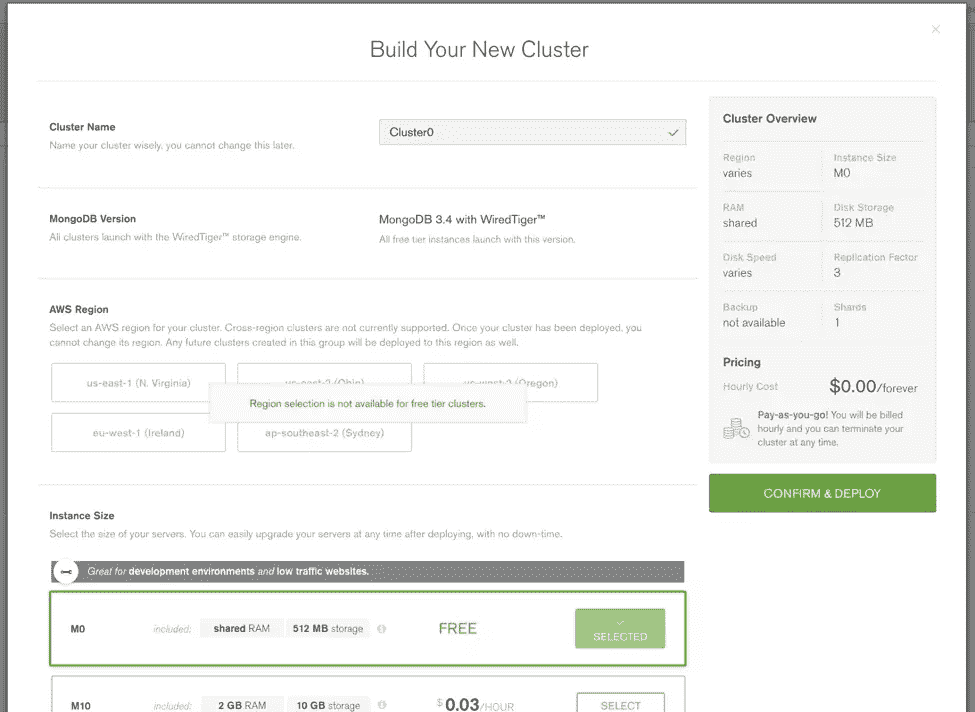 Build Your New Cluster
Cluster Name
Name your cluster wisely, you cannot change this later.
Cluster0
MongoDB Version
All clusters launch with the WiredTiger™ storage engine.
MongoDB 3.4 with WiredTiger™
All free tier instances launch with this version.
AWS Region
Select an AWS region for your cluster. Cross-region clusters are not currently supported. Once your cluster has been deployed, you
cannot change its region. Any future clusters created in this group will be deployed to this region as well.
us-east-1 (N. Virginia)
us-east-2 (Ohio)
us-west-2 (Oregon)
Region selection is not available for free tier clusters.
eu-west-1 (Ireland)
ap-southeast-2 (Sydney)
Instance Size
Select the size of your servers. You can easily upgrade your servers at any time after deploying, with no down-time.
Great for development environments and low traffic websites.
M0
included:
shared RAM
512 MB storage
FREE
SELECTED
M10
included:
2 GB RAM
10 GB storage
$0.03/HOUR
SELECT
Cluster Overview
Region
varies
Instance Size
M0
RAM
shared
Disk Storage
512 MB
Disk Speed
varies
Replication Factor
3
Backup
not available
Shards
1
Pricing
Hourly Cost
$0.00/forever
Pay-as-you-go! You will be billed
hourly and you can terminate your
cluster at any time.
CONFIRM & DEPLOY